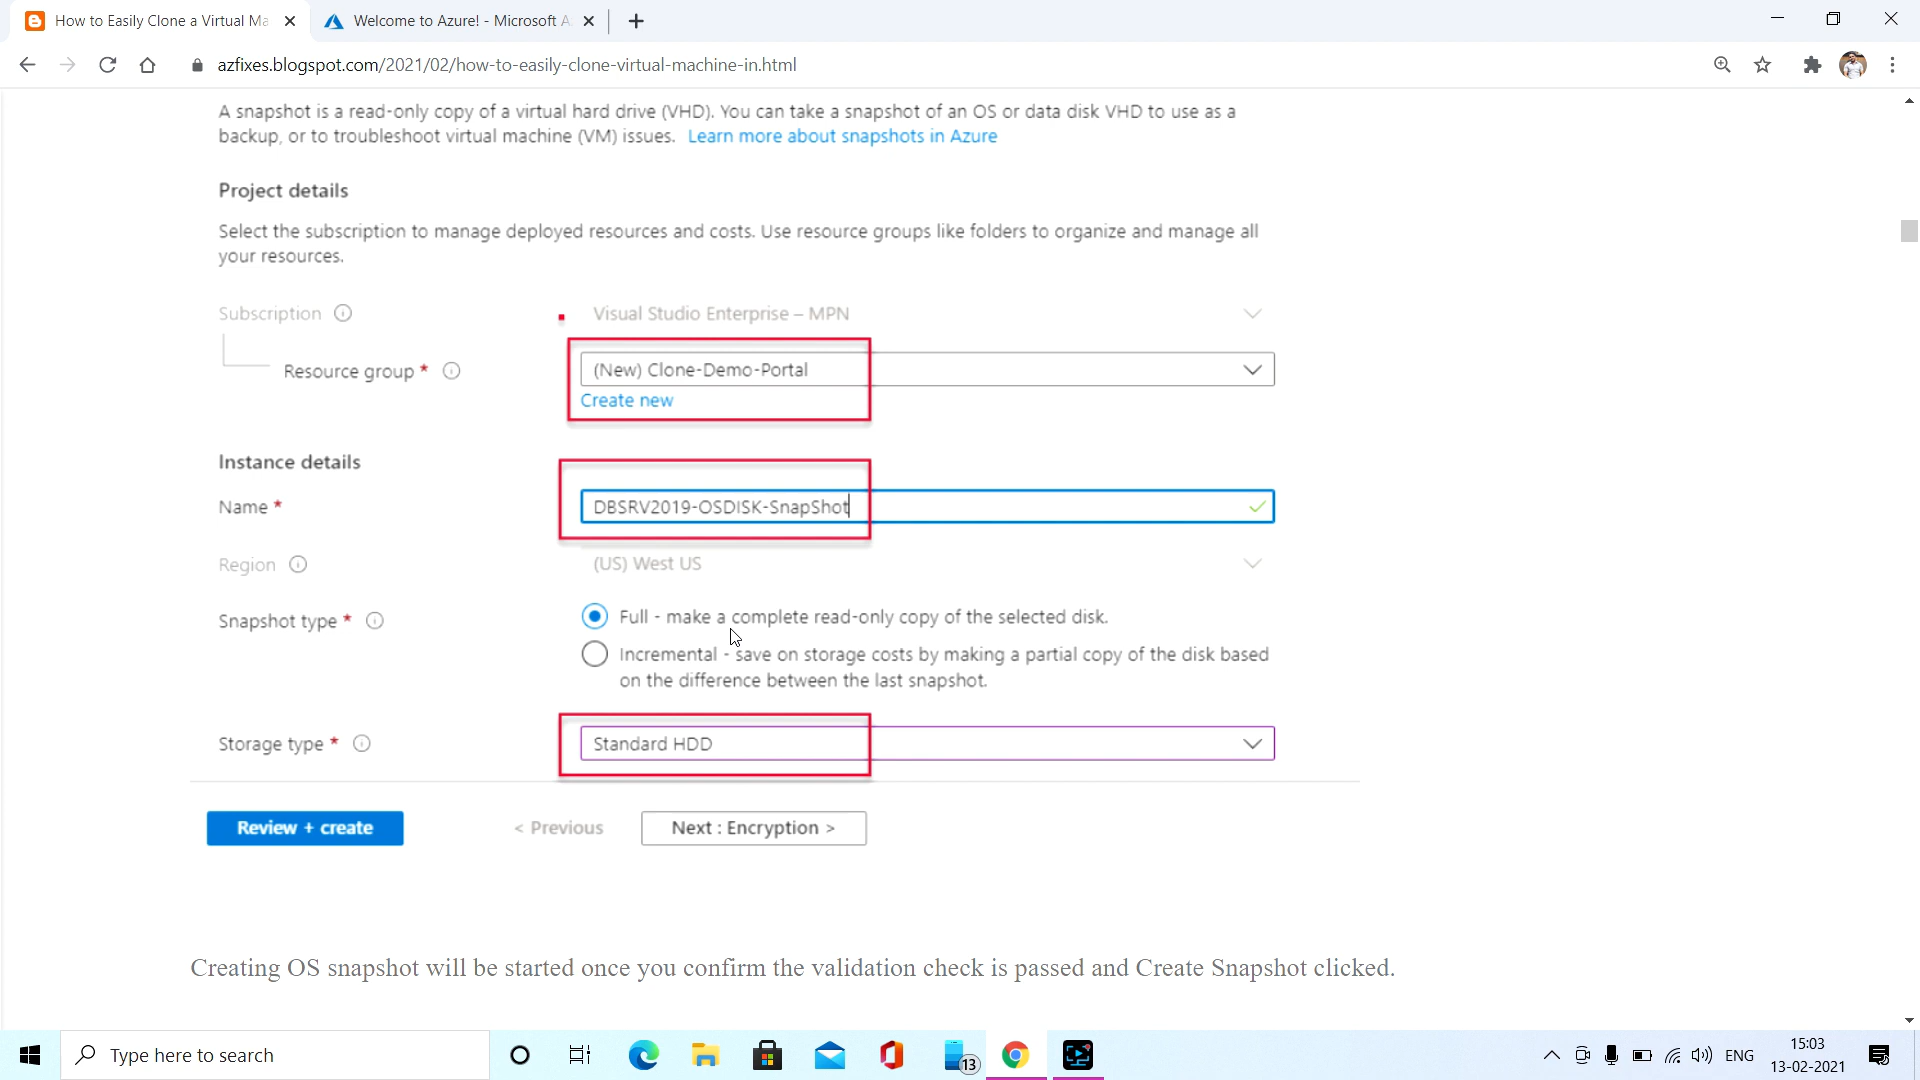 How to Easily Clone a Virtual Ma
Welcome to Azure! - Microsoft A
azfixes.blogspot.com/2021/02/how-to-easily-clone-virtual-machine-in.html
A snapshot is a read-only copy of a virtual hard drive (VHD). You can take a snapshot of an OS or data disk VHD to use as a
backup, or to troubleshoot virtual machine (VM) issues. Learn more about snapshots in Azure
Project details
Select the subscription to manage deployed resources and costs. Use resource groups like folders to organize and manage all
your resources.
Subscription
Visual Studio Enterprise – MPN
Resource group *
(New) Clone-Demo-Portal
Create new
Instance details
Name *
DBSRV2019-OSDISK-SnapShot
Region
(US) West US
Snapshot type *
Full - make a complete read-only copy of the selected disk.
Incremental - save on storage costs by making a partial copy of the disk based
on the difference between the last snapshot.
Storage type *
Standard HDD
Review + create
< Previous
Next : Encryption >
Creating OS snapshot will be started once you confirm the validation check is passed and Create Snapshot clicked.
Type here to search
13
ENG
15:03
13-02-2021